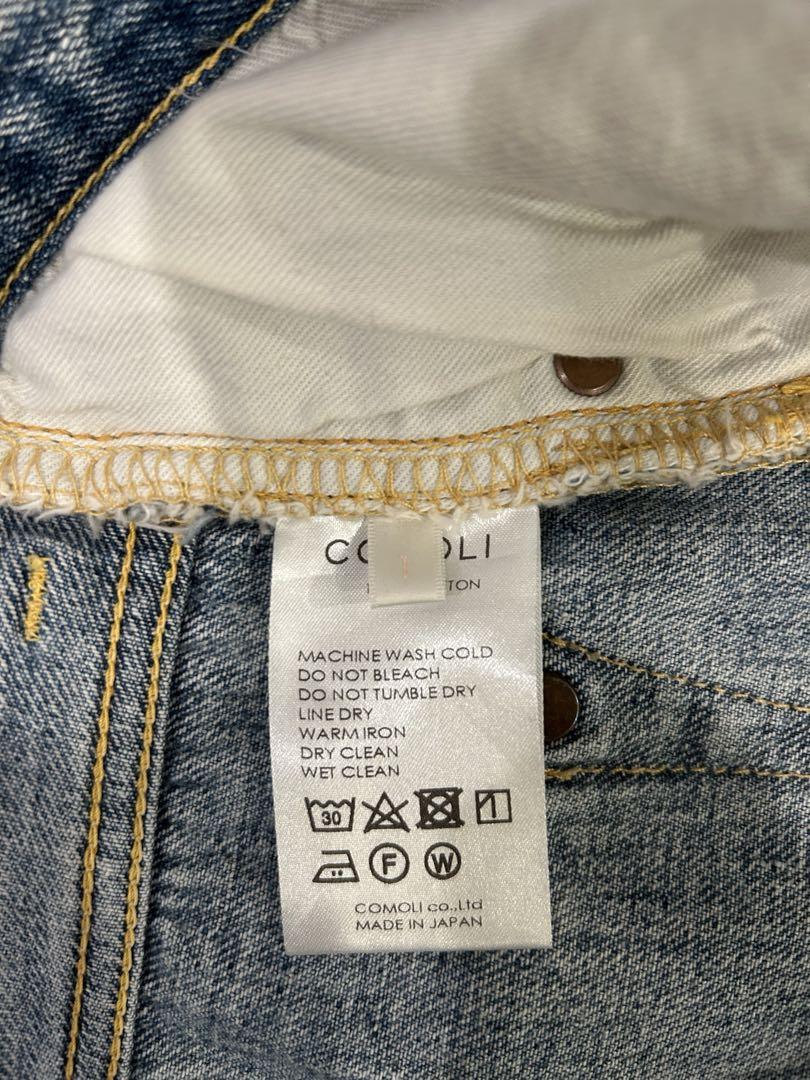 MACHINE WASH COLD
DO NOT BLEACH
DO NOT TUMBLE DRY
LINE DRY
WARM IRON
DRY CLEAN
WET CLEAN
30
F W
COMOLI co.,Ltd
MADE IN JAPAN